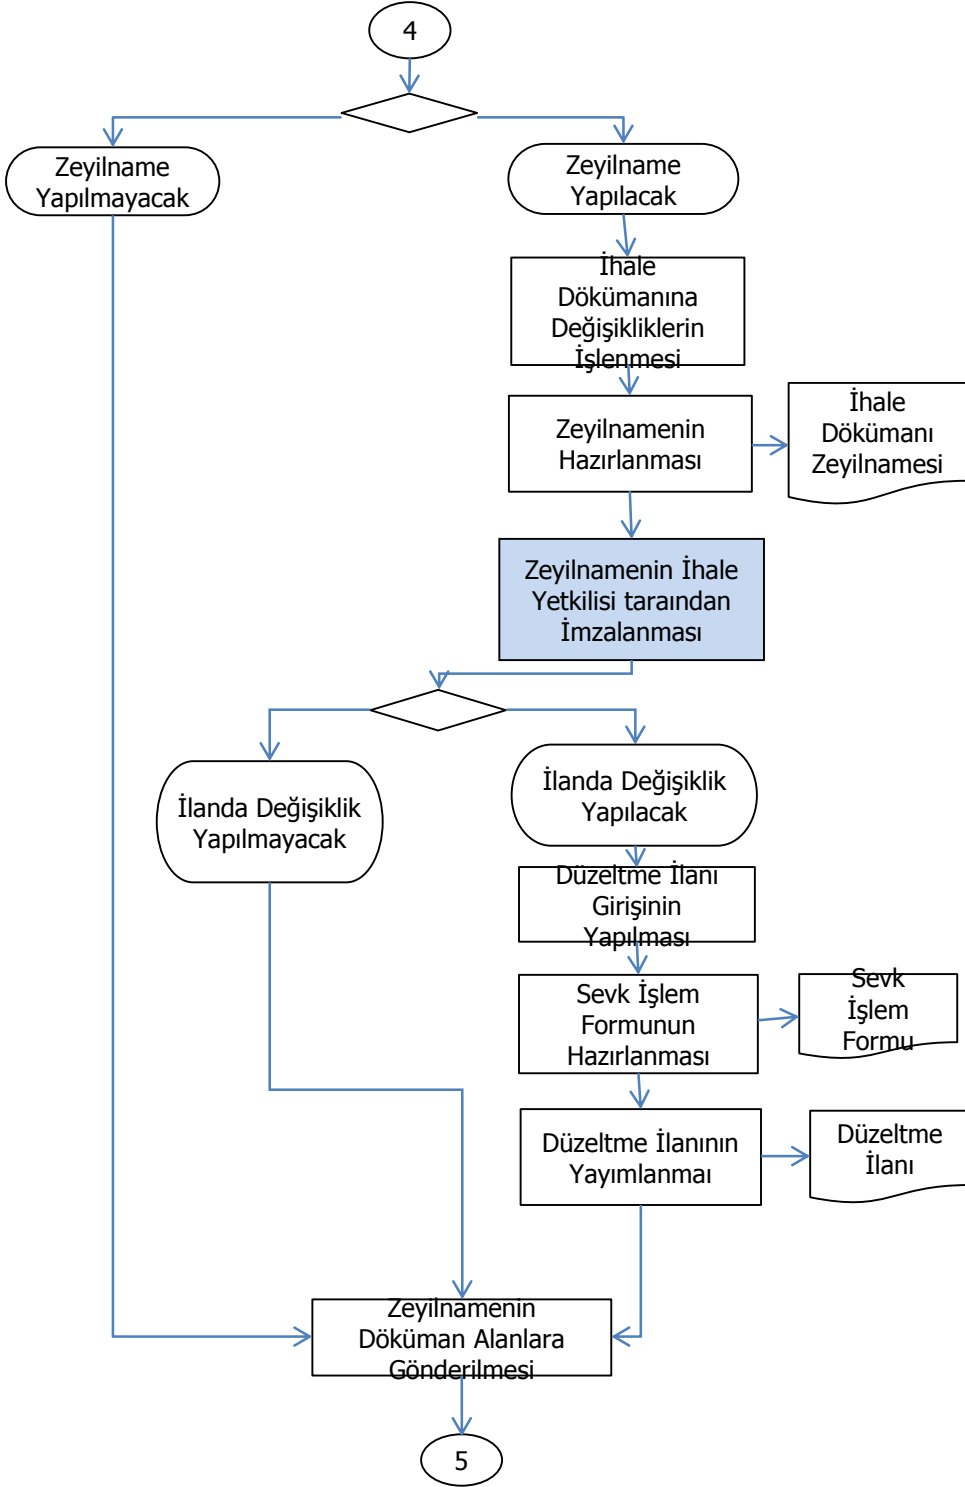 4
Zeyilname
Yapılmayacak
Zeyilname
Yapılacak
İhale
Dökümanına
Değişikliklerin
İşlenmesi
Zeyilnamenin
Hazırlanması
İhale
Dökümanı
Zeyilnamesi
Zeyilnamenin İhale
Yetkilisi taraından
İmzalanması
İlanda Değişiklik
Yapılmayacak
İlanda Değişiklik
Yapılacak
Düzeltme İlanı
Girişinin
Yapılması
Sevk İşlem
Formunun
Hazırlanması
Sevk
İşlem
Formu
Düzeltme İlanının
Yayımlanmaı
Düzeltme
İlanı
Zeyilnamenin
Döküman Alanlara
Gönderilmesi
5